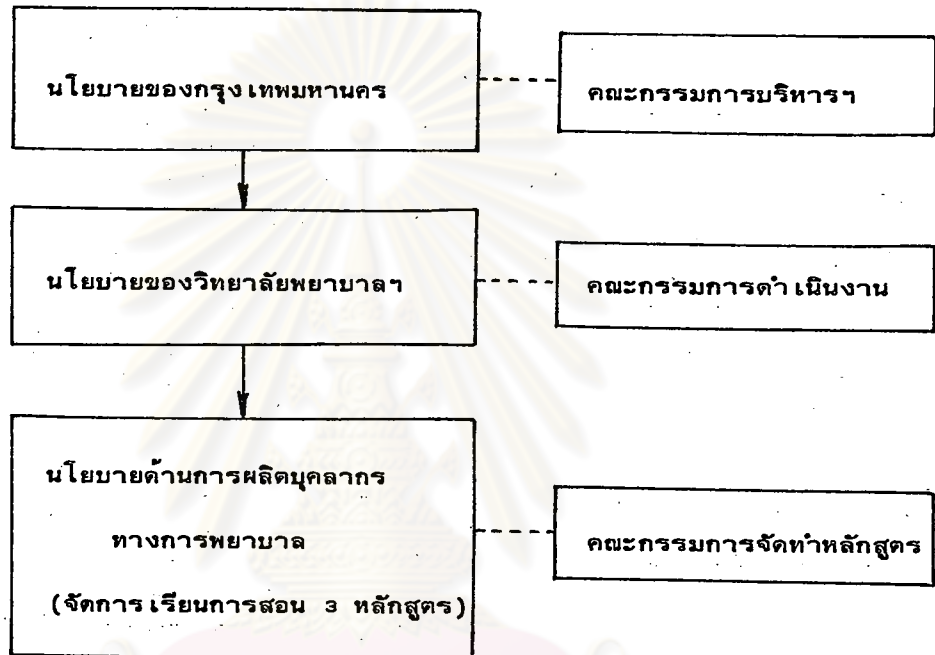 นโยบายของกรุงเทพมหานคร
คณะกรรมการบริหารฯ
นโยบายของวิทยาลัยพยาบาลฯ
คณะกรรมการดำเนินงาน
นโยบายด้านการผลิตบุคลากร
ทางการพยาบาล
(จัดการเรียนการสอน 3 หลักสูตร)
คณะกรรมการจัดทำหลักสูตร